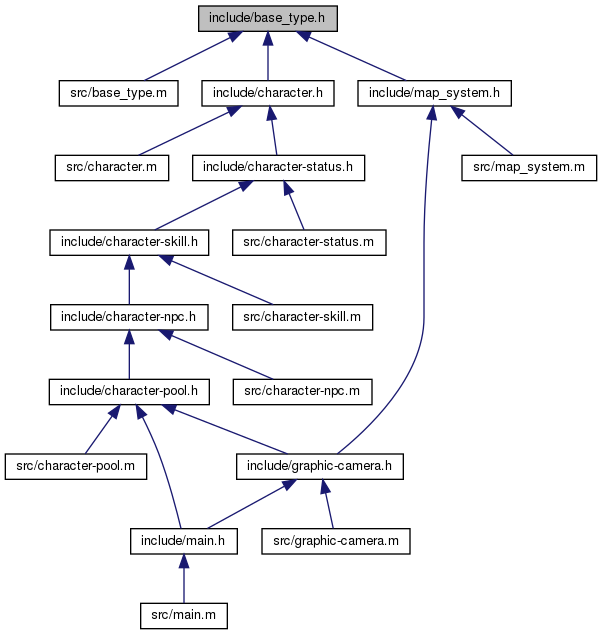 include/base_type.h
src/base_type.m
include/character.h
include/map_system.h
src/character.m
include/character-status.h
src/map_system.m
include/character-skill.h
src/character-status.m
include/character-npc.h
src/character-skill.m
include/character-pool.h
src/character-npc.m
src/character-pool.m
include/graphic-camera.h
include/main.h
src/graphic-camera.m
src/main.m